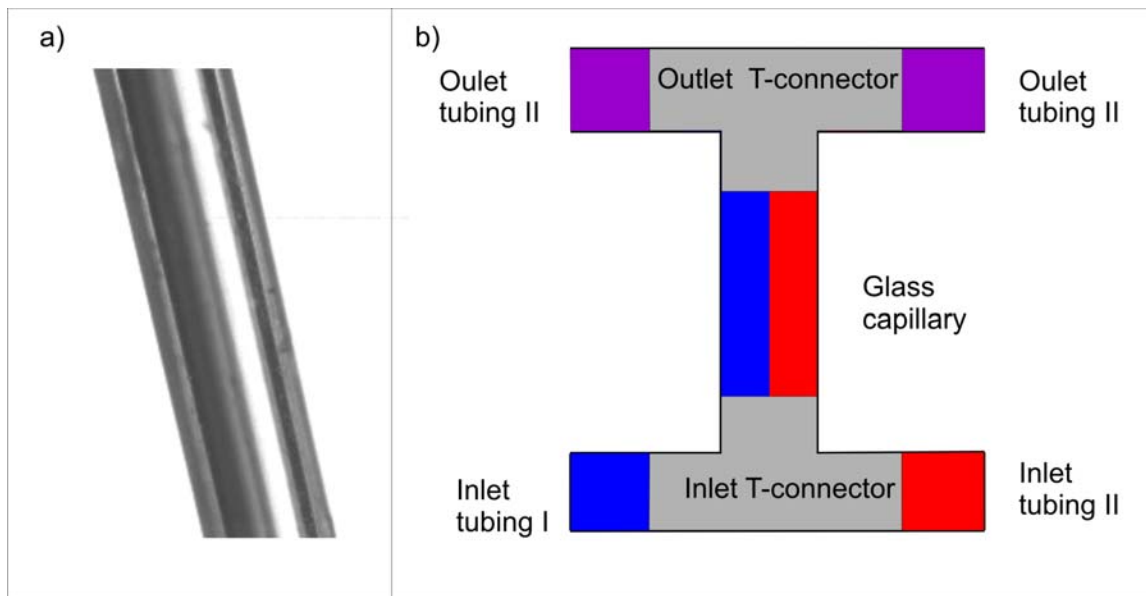 a)
b)
Oulet
tubing II
Outlet T-connector
Oulet
tubing II
Glass
capillary
Inlet
tubing I
Inlet T-connector
Inlet
tubing II